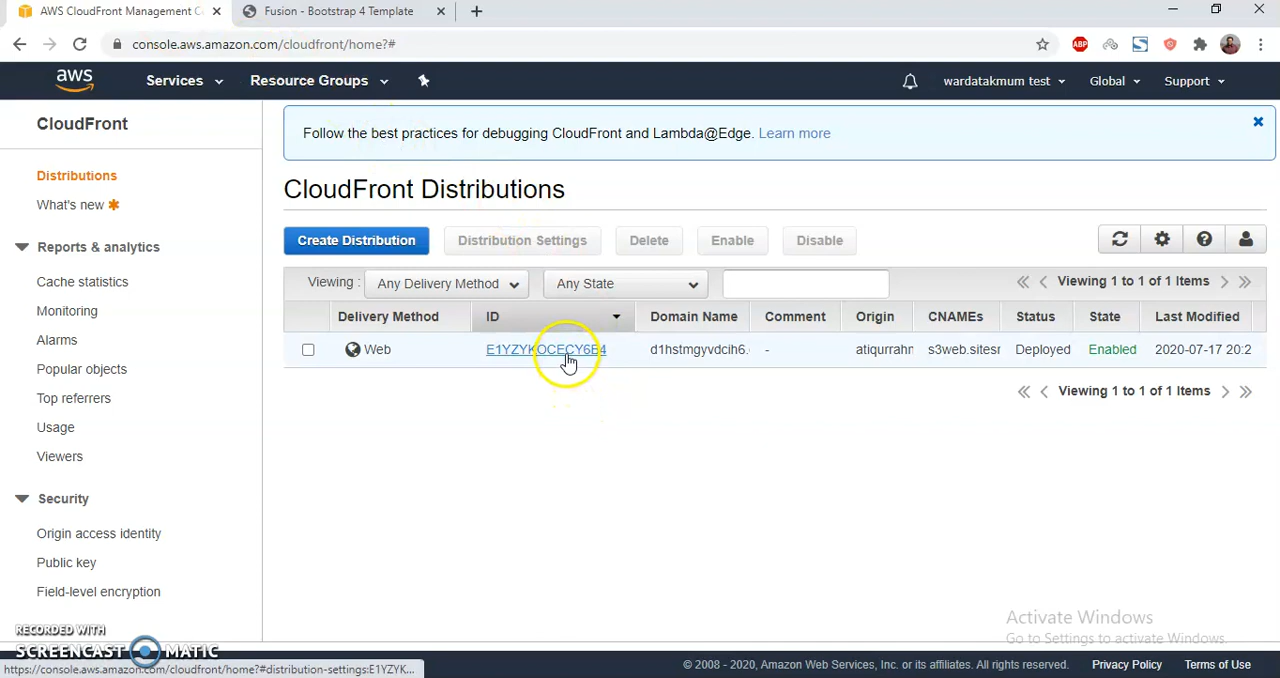 AWS CloudFront Management C
Fusion - Bootstrap 4 Template
console.aws.amazon.com/cloudfront/home?#
ABP
aws
Services
Resource Groups
wardatakmum test
Global
Support
CloudFront
Distributions
What's new
Reports & analytics
Cache statistics
Monitoring
Alarms
Popular objects
Top referrers
Usage
Viewers
Security
Origin access identity
Public key
Field-level encryption
Follow the best practices for debugging CloudFront and Lambda@Edge. Learn more
CloudFront Distributions
Create Distribution
Distribution Settings
Delete
Enable
Disable
Viewing : Any Delivery Method Any State
Viewing 1 to 1 of 1 Items
Delivery Method ID Domain Name Comment Origin CNAMEs Status State Last Modified
Web E1YZYKOCECY6B4 d1hstmgyvdcih6. - atiqurrahn s3web.sitesr Deployed Enabled 2020-07-17 20:2
Viewing 1 to 1 of 1 Items
Activate Windows
Go to Settings to activate Windows.
RECORDED WITH
SCREENCAST MATIC
https://console.aws.amazon.com/cloudfront/home?#distribution-settings:E1YZYK...
© 2008 - 2020, Amazon Web Services, Inc. or its affiliates. All rights reserved.
Privacy Policy
Terms of Use